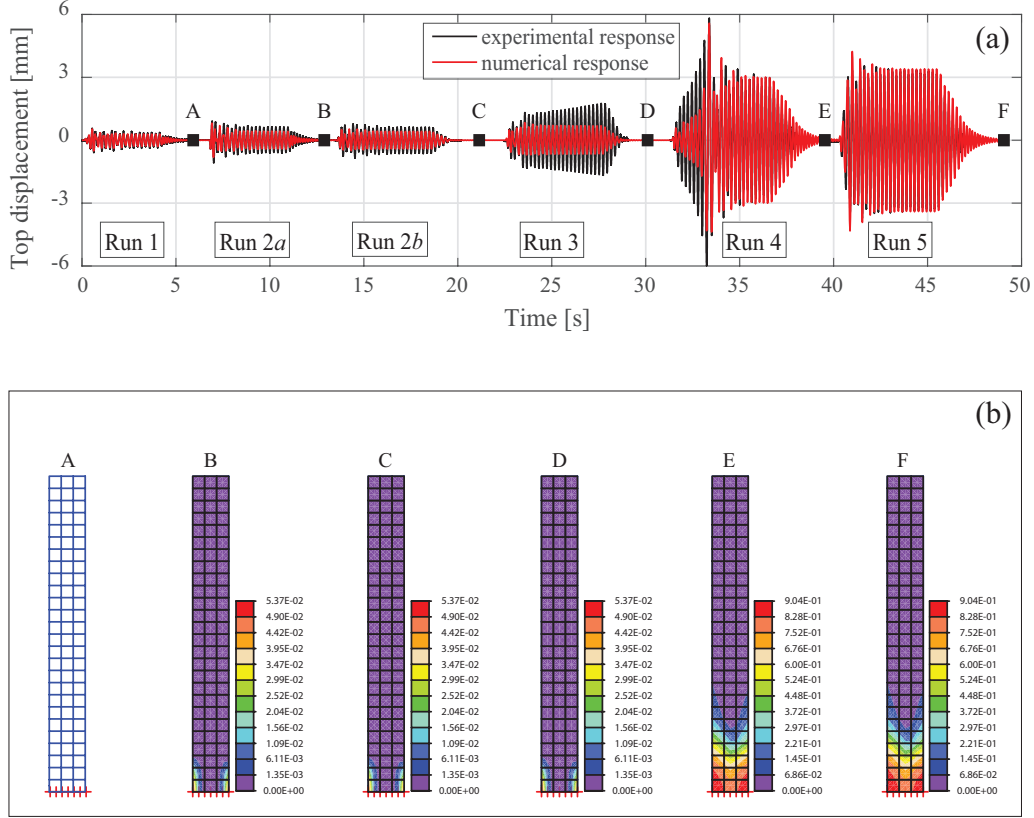 (a)
Top displacement [mm]
6
3
0
-3
-6
experimental response
numerical response
A
B
C
D
E
F
Run 1
Run 2a
Run 2b
Run 3
Run 4
Run 5
0 5 10 15 20 25 30 35 40 45 50
Time [s]
(b)
A
B
C
D
E
F
5.37E-02
4.90E-02
4.42E-02
3.95E-02
3.47E-02
2.99E-02
2.52E-02
2.04E-02
1.56E-02
1.09E-02
6.11E-03
1.35E-03
0.00E+00
5.37E-02
4.90E-02
4.42E-02
3.95E-02
3.47E-02
2.99E-02
2.52E-02
2.04E-02
1.56E-02
1.09E-02
6.11E-03
1.35E-03
0.00E+00
5.37E-02
4.90E-02
4.42E-02
3.95E-02
3.47E-02
2.99E-02
2.52E-02
2.04E-02
1.56E-02
1.09E-02
6.11E-03
1.35E-03
0.00E+00
9.04E-01
8.28E-01
7.52E-01
6.76E-01
6.00E-01
5.24E-01
4.48E-01
3.72E-01
2.97E-01
2.21E-01
1.45E-01
6.86E-02
0.00E+00
9.04E-01
8.28E-01
7.52E-01
6.76E-01
6.00E-01
5.24E-01
4.48E-01
3.72E-01
2.97E-01
2.21E-01
1.45E-01
6.86E-02
0.00E+00